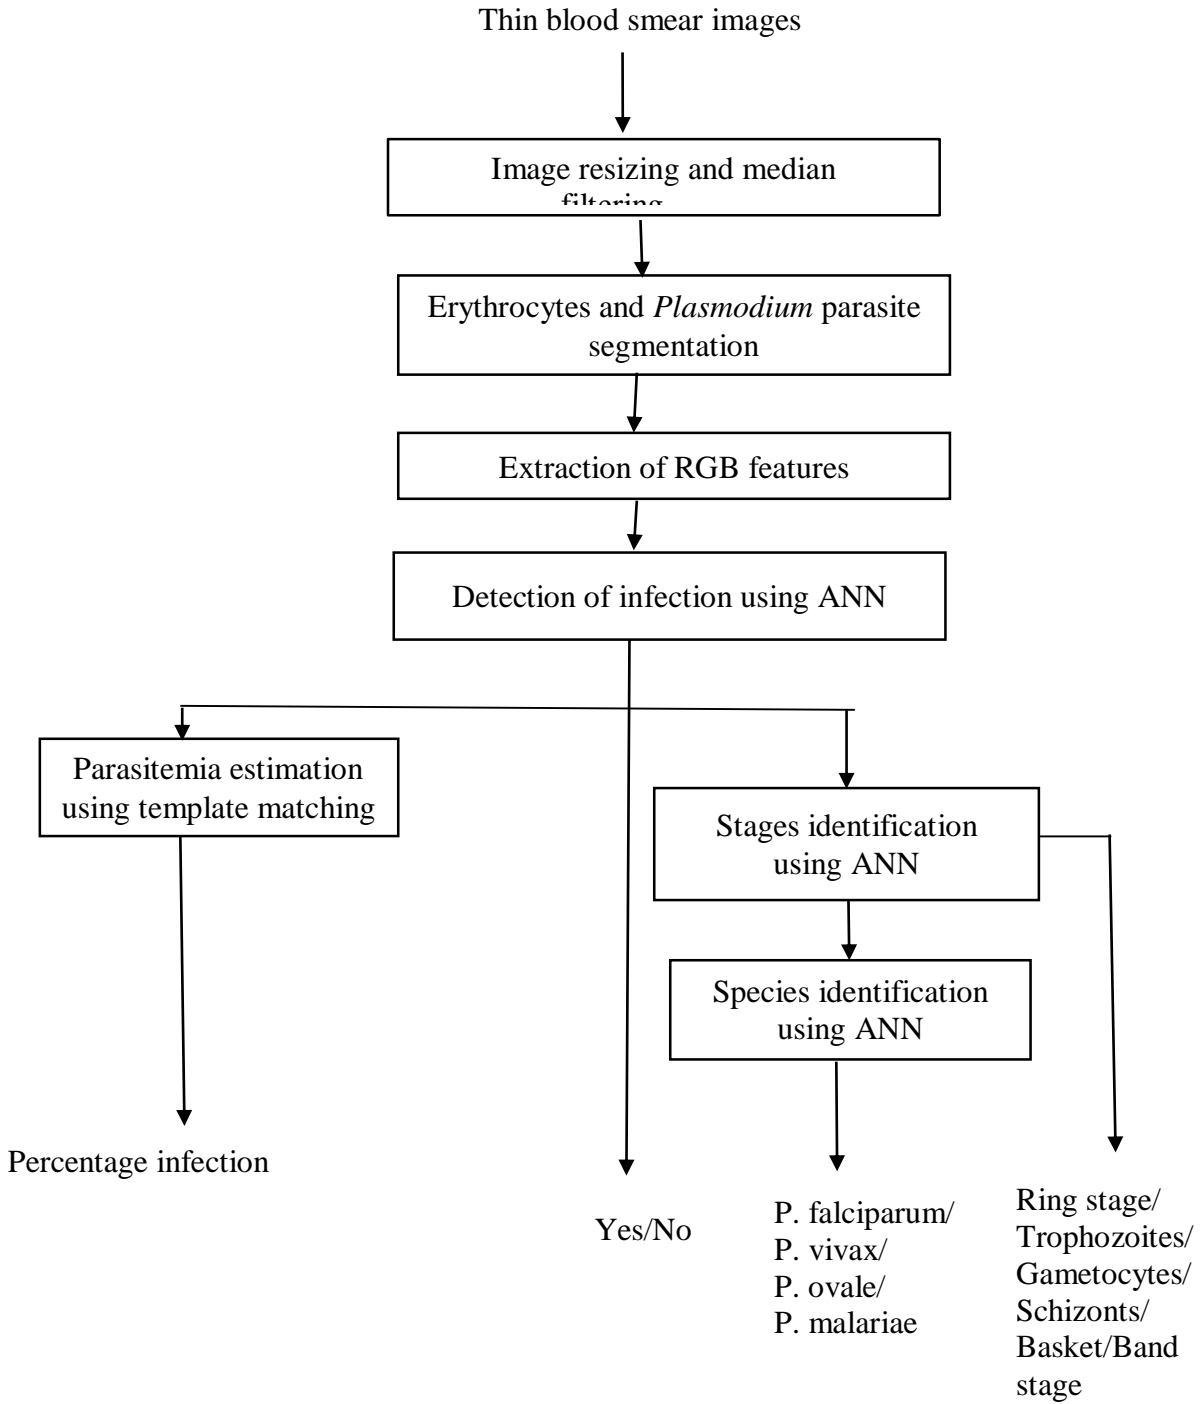 Thin blood smear images
Image resizing and median
filtering
Erythrocytes and Plasmodium parasite
segmentation
Extraction of RGB features
Detection of infection using ANN
Parasitemia estimation
using template matching
Stages identification
using ANN
Species identification
using ANN
Percentage infection
Yes/No
P. falciparum/
P. vivax/
P. ovale/
P. malariae
Ring stage/
Trophozoites/
Gametocytes/
Schizonts/
Basket/Band
stage